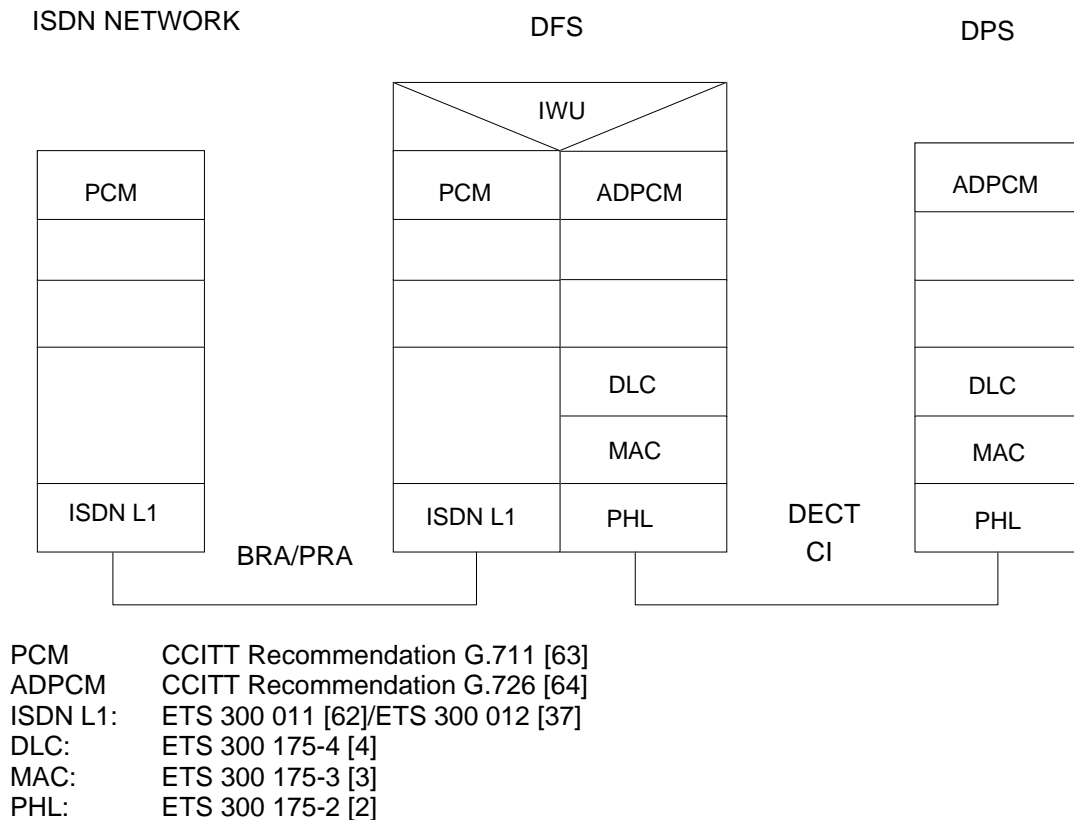 ISDN NETWORK DFS DPS
IWU
PCM PCM ADPCM ADPCM
DLC DLC
MAC MAC
ISDN L1 ISDN L1 PHL DECT PHL
BRA/PRA CI
PCM CCITT Recommendation G.711 [63]
ADPCM CCITT Recommendation G.726 [64]
ISDN L1: ETS 300 011 [62]/ETS 300 012 [37]
DLC: ETS 300 175-4 [4]
MAC: ETS 300 175-3 [3]
PHL: ETS 300 175-2 [2]